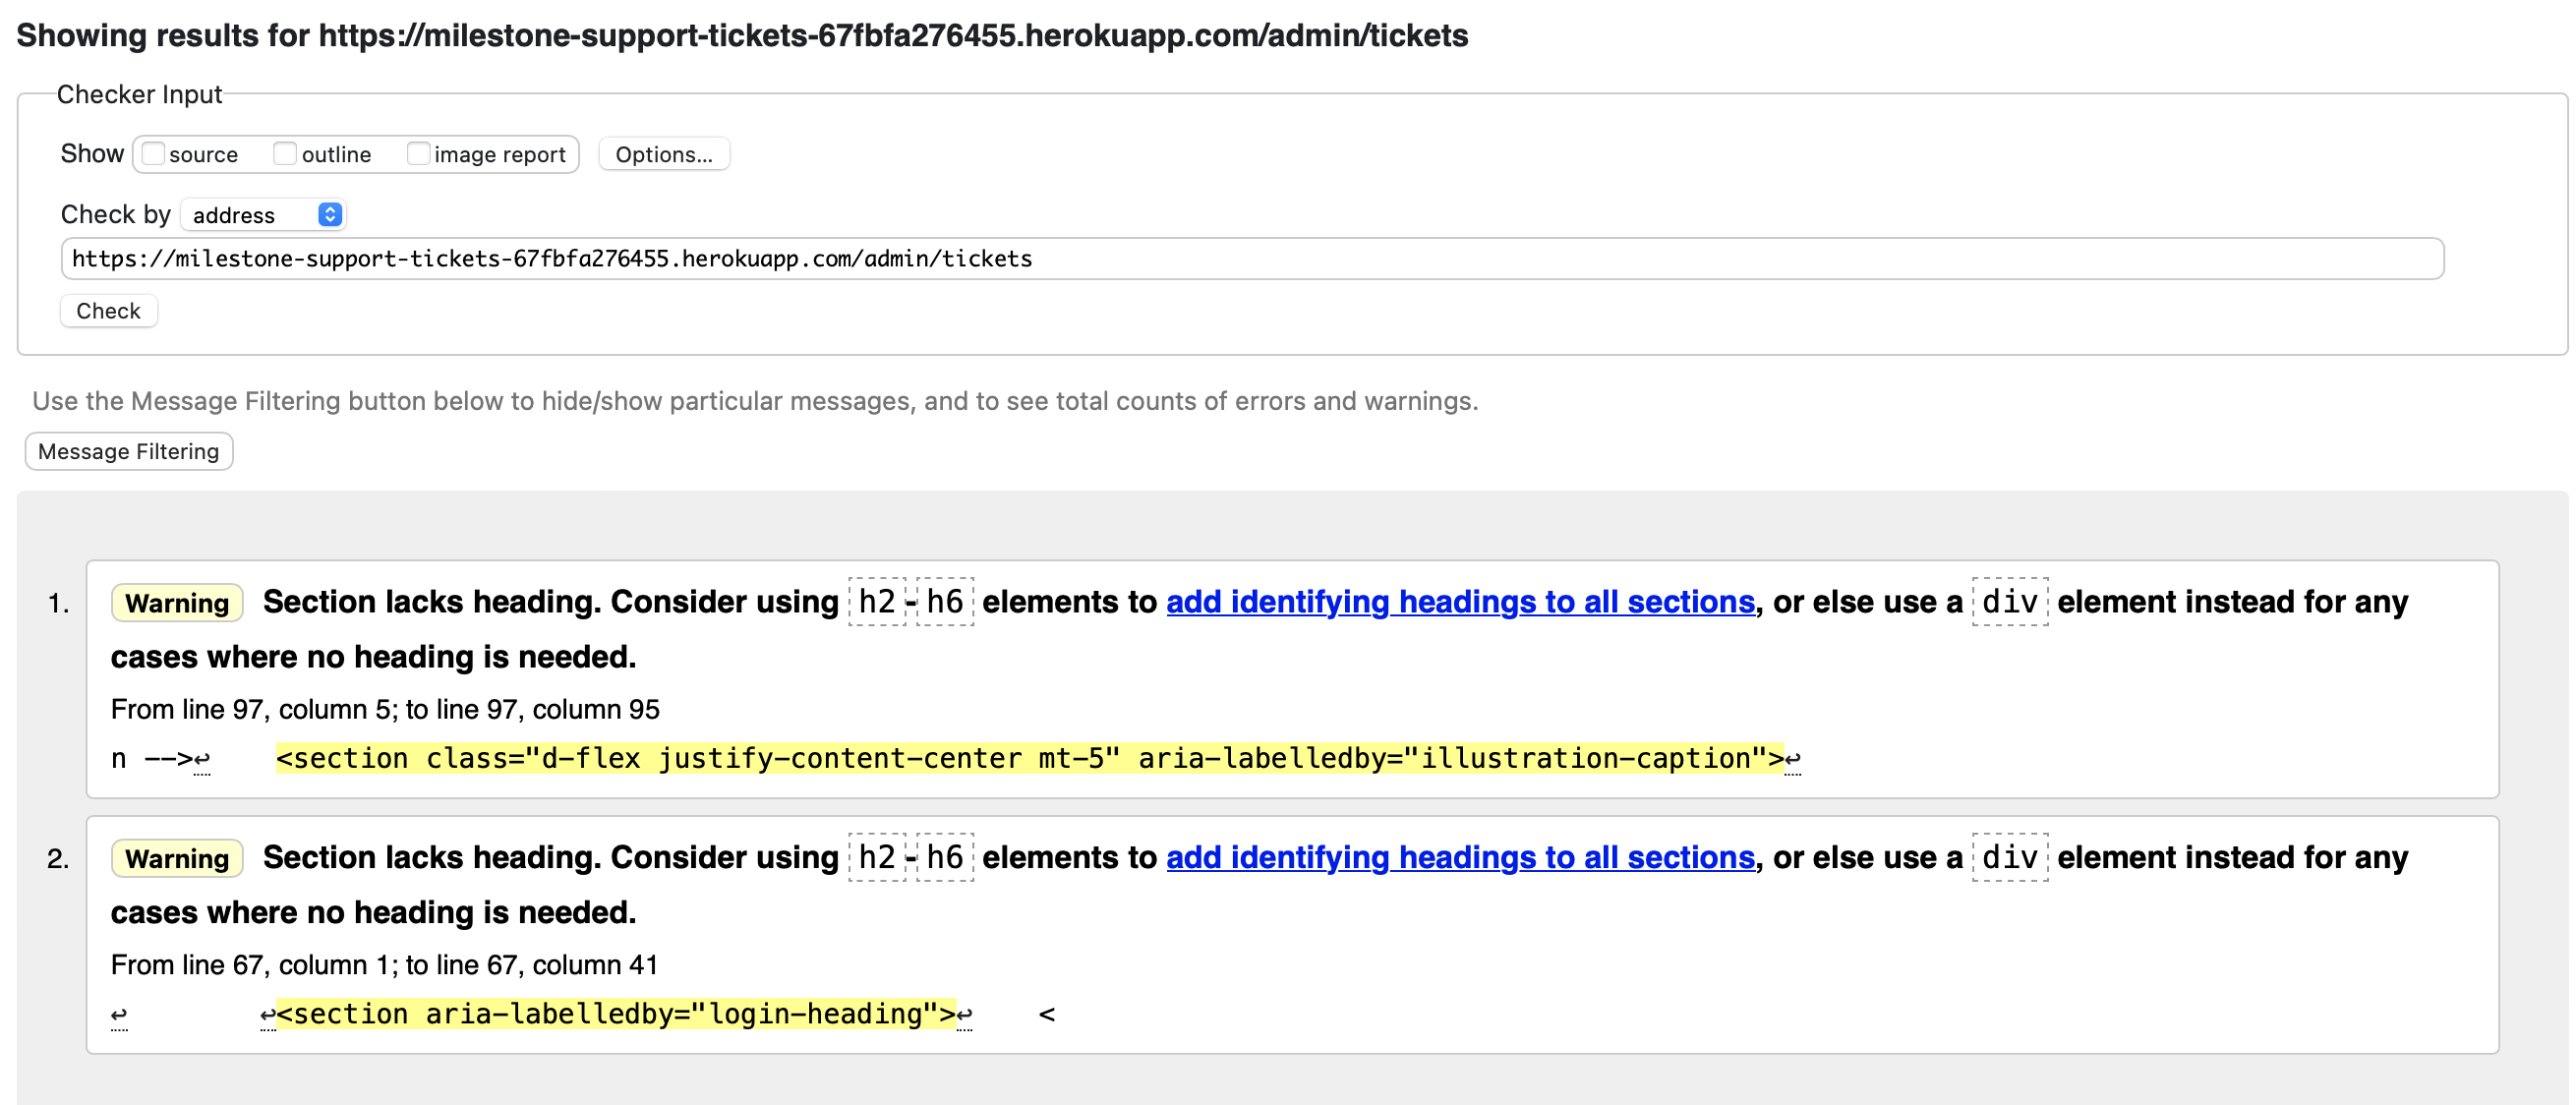 Showing results for https://milestone-support-tickets-67fbfa276455.herokuapp.com/admin/tickets
Checker Input
Show source outline image report Options...
Check by address
https://milestone-support-tickets-67fbfa276455.herokuapp.com/admin/tickets
Check
Use the Message Filtering button below to hide/show particular messages, and to see total counts of errors and warnings.
Message Filtering
1. Warning Section lacks heading. Consider using h2-h6 elements to add identifying headings to all sections, or else use a div element instead for any
cases where no heading is needed.
From line 97, column 5; to line 97, column 95
n -->↩ <section class="d-flex justify-content-center mt-5" aria-labelledby="illustration-caption">↩
2. Warning Section lacks heading. Consider using h2-h6 elements to add identifying headings to all sections, or else use a div element instead for any
cases where no heading is needed.
From line 67, column 1; to line 67, column 41
↩ ↩<section aria-labelledby="login-heading">↩ <